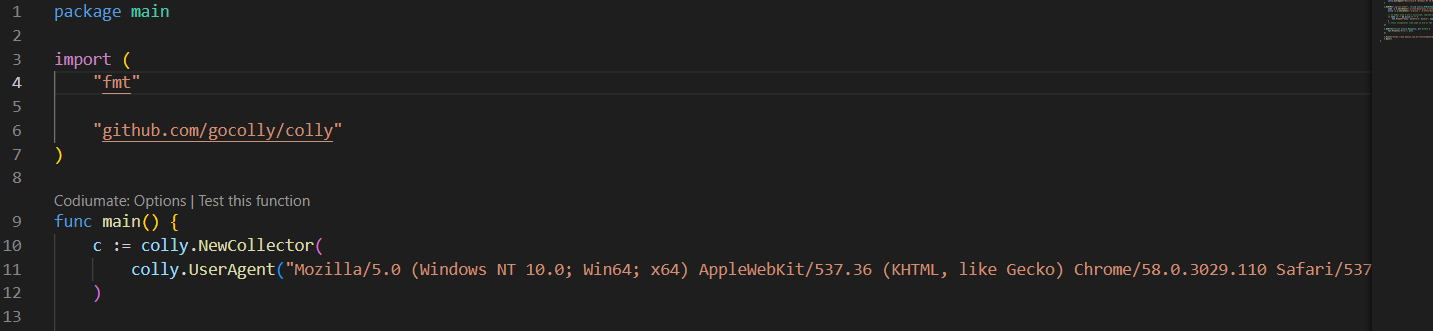 1 package main
2
3 import (
4 "fmt"
5
6 "github.com/gocolly/colly"
7 )
8
Codiumate: Options | Test this function
9 func main() {
10 c := colly.NewCollector(
11 colly.UserAgent("Mozilla/5.0 (Windows NT 10.0; Win64; x64) AppleWebKit/537.36 (KHTML, like Gecko) Chrome/58.0.3029.110 Safari/537
12 )
13